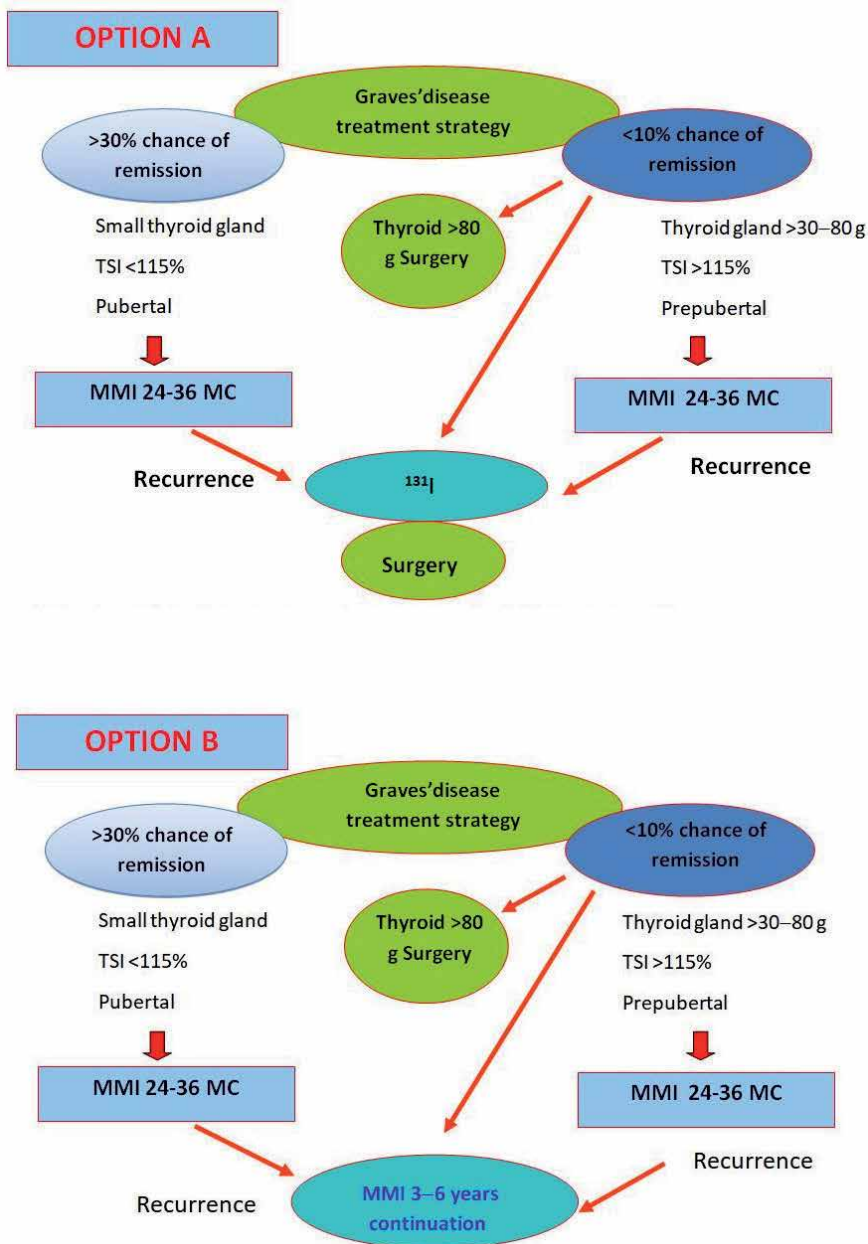 OPTION A
Graves'disease
treatment strategy
>30% chance of
remission
<10% chance of
remission
Small thyroid gland
TSI <115%
Pubertal
Thyroid >80
g Surgery
Thyroid gland >30–80 g
TSI >115%
Prepubertal
MMI 24-36 MC
MMI 24-36 MC
Recurrence
Recurrence
¹³¹I
Surgery
OPTION B
Graves'disease
treatment strategy
>30% chance of
remission
<10% chance of
remission
Small thyroid gland
TSI <115%
Pubertal
Thyroid >80
g Surgery
Thyroid gland >30–80 g
TSI >115%
Prepubertal
MMI 24-36 MC
MMI 24-36 MC
Recurrence
Recurrence
MMI 3–6 years
continuation